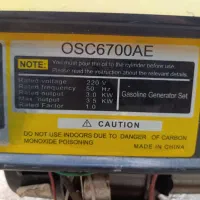 OSC6700AE
NOTE: You must pour the oil to the cylinder before use.
Please read the instruction about the relevant details.
Rated voltage 220 V
Rated frequency 50 Hz
Rated output 3.0 KW
Max. Output 3.5 KW
Power Factor 1.0
Gasoline Generator Set
CAUTION
DO NOT USE INDOORS DUE TO DANGER OF CARBON
MONOXIDE POISONING
MADE IN CHINA